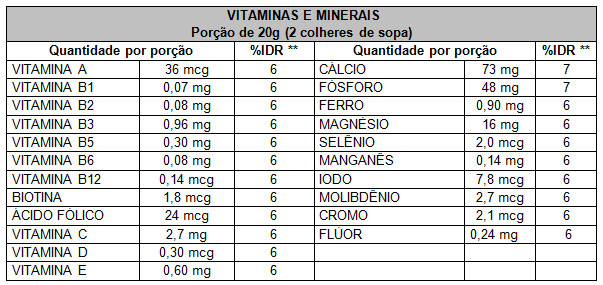 VITAMINAS E MINERAIS
Porção de 20g (2 colheres de sopa)
Quantidade por porção %IDR ** Quantidade por porção %IDR **
VITAMINA A 36 mcg 6 CÁLCIO 73 mg 7
VITAMINA B1 0,07 mg 6 FÓSFORO 48 mg 7
VITAMINA B2 0,08 mg 6 FERRO 0,90 mg 6
VITAMINA B3 0,96 mg 6 MAGNÉSIO 16 mg 6
VITAMINA B5 0,30 mg 6 SELÊNIO 2,0 mcg 6
VITAMINA B6 0,08 mg 6 MANGANÊS 0,14 mg 6
VITAMINA B12 0,14 mcg 6 IODO 7,8 mcg 6
BIOTINA 1,8 mcg 6 MOLIBDÊNIO 2,7 mcg 6
ÁCIDO FÓLICO 24 mcg 6 CROMO 2,1 mcg 6
VITAMINA C 2,7 mg 6 FLÚOR 0,24 mg 6
VITAMINA D 0,30 mcg 6
VITAMINA E 0,60 mg 6